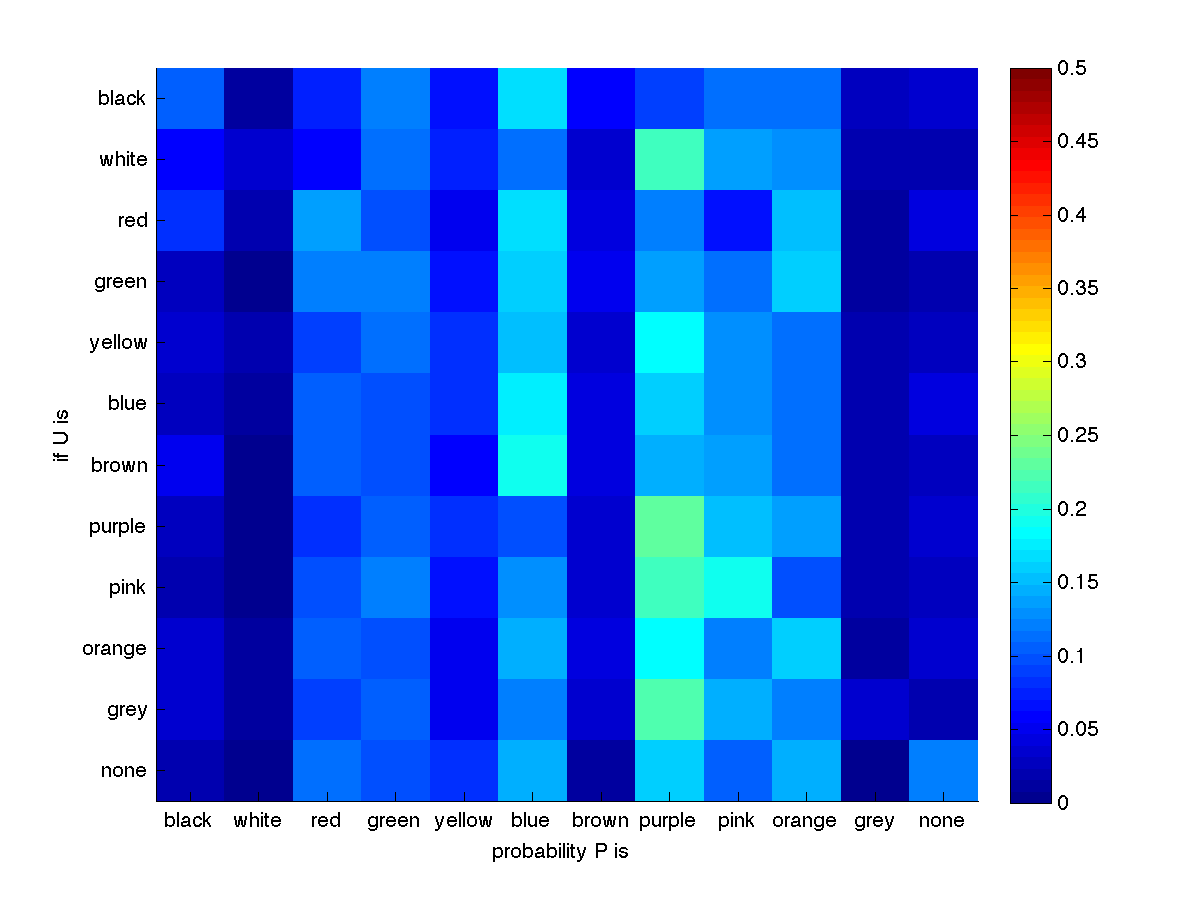 black
white
red
green
yellow
blue
brown
purple
pink
orange
grey
none
if U is
black white red green yellow blue brown purple pink orange grey none
probability P is
0.5
0.45
0.4
0.35
0.3
0.25
0.2
0.15
0.1
0.05
0